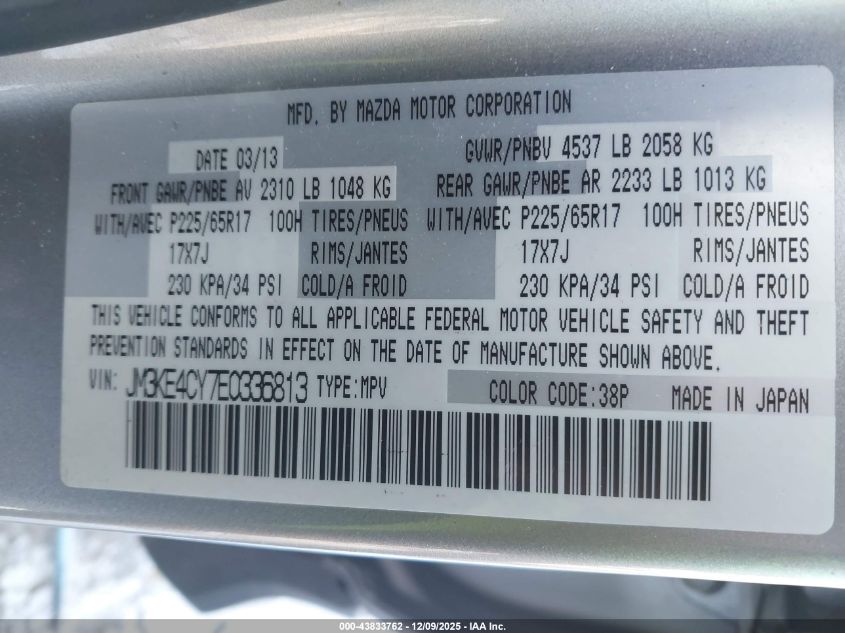 MFD. BY MAZDA MOTOR CORPORATION
DATE 03/13 GVWR/PNBV 4537 LB 2058 KG
FRONT GAWR/PNBE AV 2310 LB 1048 KG REAR GAWR/PNBE AR 2233 LB 1013 KG
WITH/AVEC P225/65R17 100H TIRES/PNEUS WITH/AVEC P225/65R17 100H TIRES/PNEUS
17X7J RIMS/JANTES 17X7J RIMS/JANTES
230 KPA/34 PSI COLD/A FROID 230 KPA/34 PSI COLD/A FROID
THIS VEHICLE CONFORMS TO ALL APPLICABLE FEDERAL MOTOR VEHICLE SAFETY AND THEFT
PREVENTION STANDARDS IN EFFECT ON THE DATE OF MANUFACTURE SHOWN ABOVE.
VIN: JM3KE4CY7E0336813 TYPE:MPV COLOR CODE:38P MADE IN JAPAN
000-43833762 - 12/09/2025 - IAA Inc.